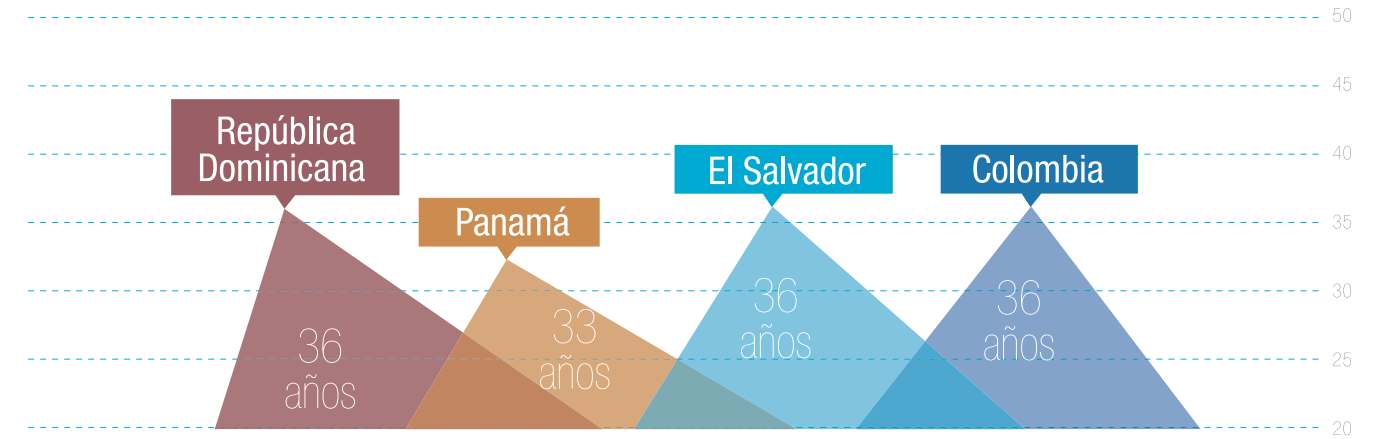 República
Dominicana
Panamá
El Salvador
Colombia
36
años
33
años
36
años
36
años
50
45
40
35
30
25
20